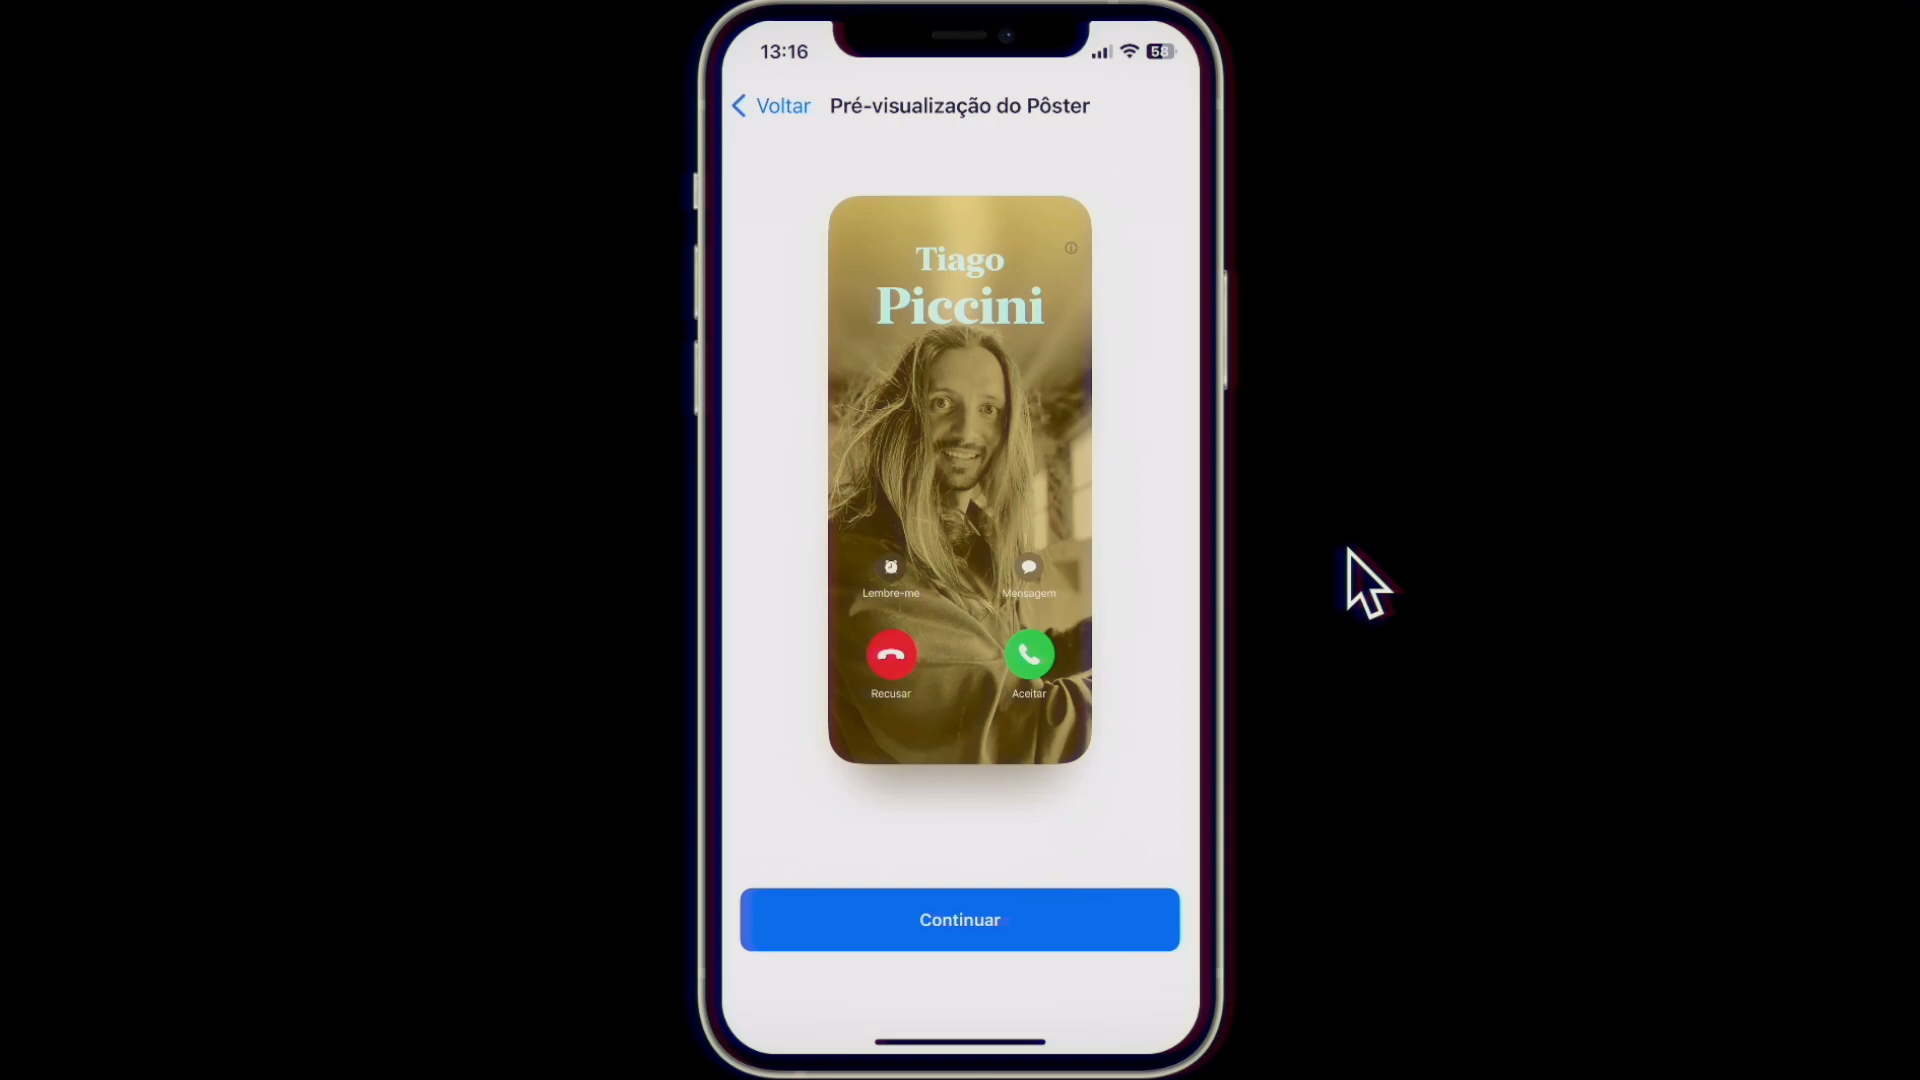 13:16
58
Voltar
Pré-visualização do Pôster
Tiago
Piccini
Lembre-me
Mensagem
Recusar
Aceitar
Continuar